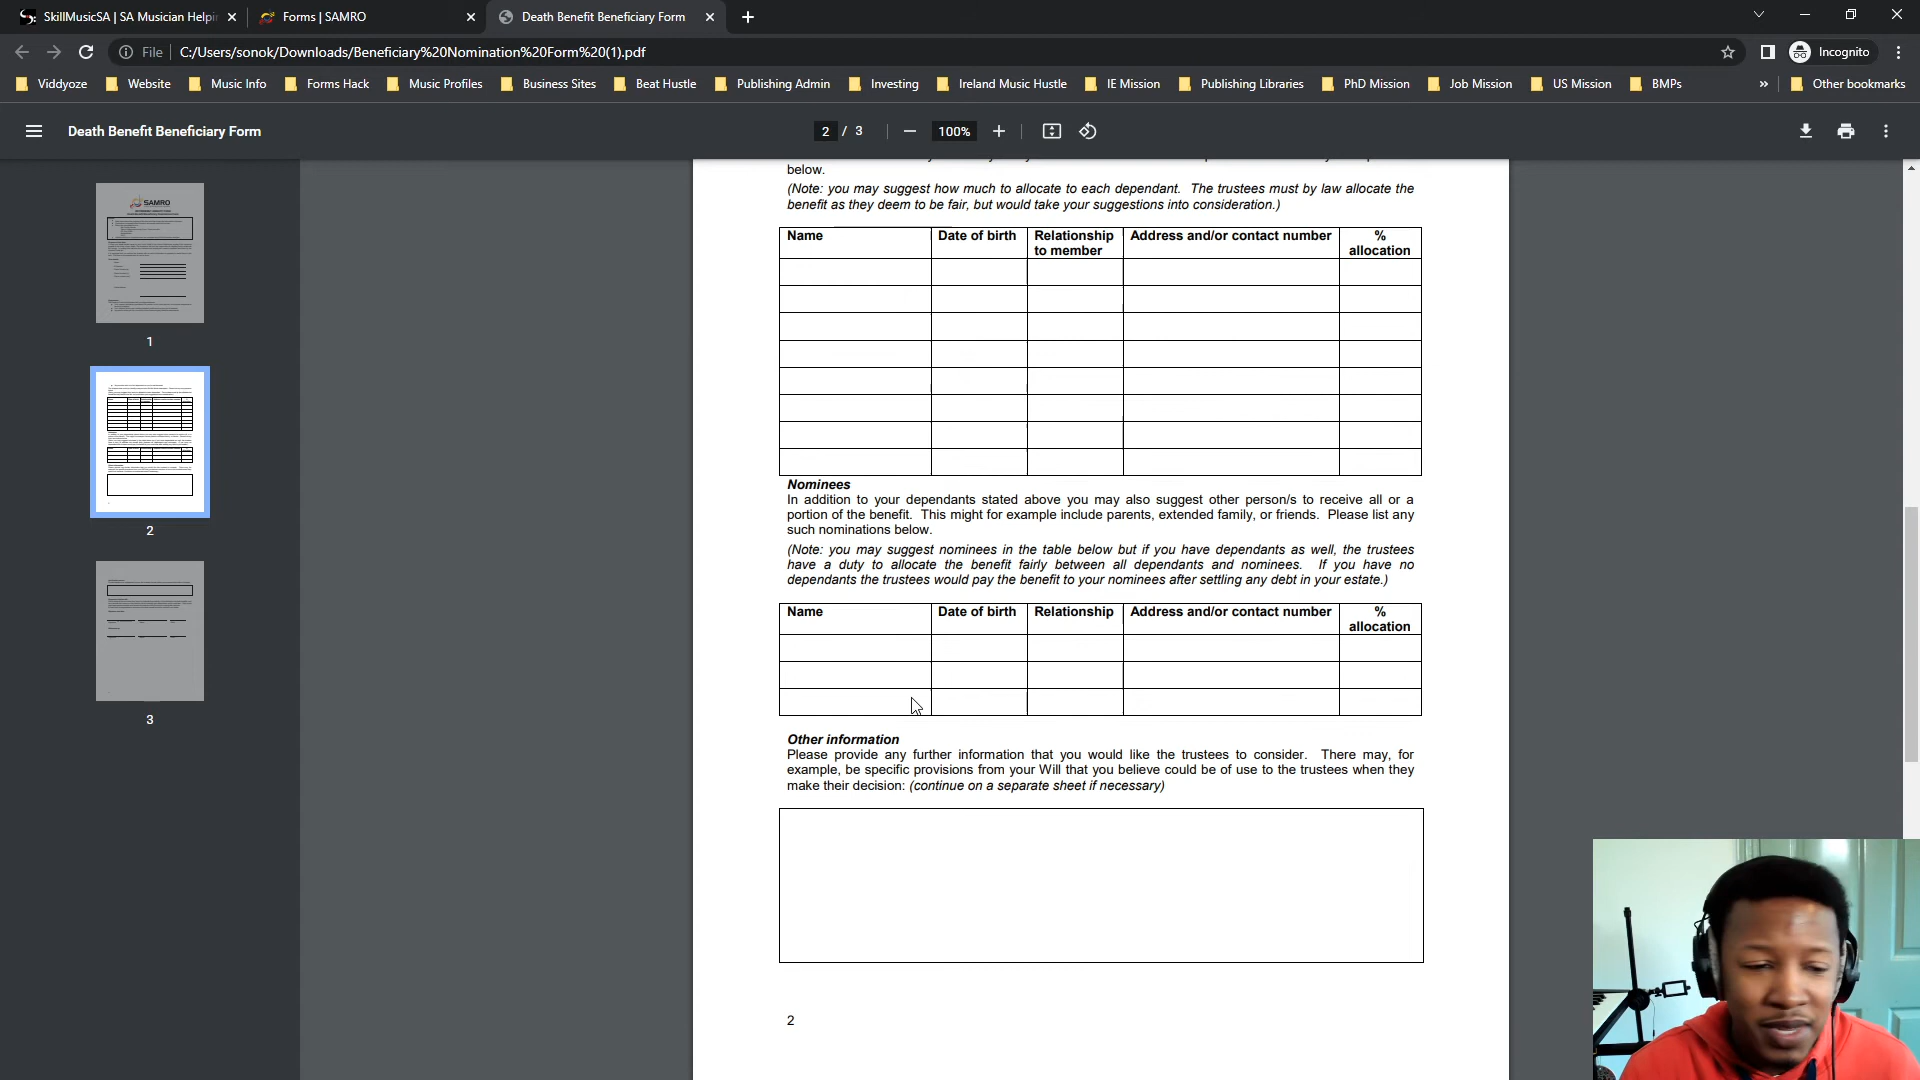 SkillMusicSA | SA Musician Helpin
Forms | SAMRO
Death Benefit Beneficiary Form
File
C:/Users/sonok/Downloads/Beneficiary%20Nomination%20Form%20(1).pdf
Incognito
Viddyoze
Website
Music Info
Forms Hack
Music Profiles
Business Sites
Beat Hustle
Publishing Admin
Investing
Ireland Music Hustle
IE Mission
Publishing Libraries
PhD Mission
Job Mission
US Mission
BMPs
»
Other bookmarks
Death Benefit Beneficiary Form
2 / 3
100%
SAMRO
1
2
3
below.
(Note: you may suggest how much to allocate to each dependant. The trustees must by law allocate the
benefit as they deem to be fair, but would take your suggestions into consideration.)
Name Date of birth Relationship Address and/or contact number %
to member allocation
Nominees
In addition to your dependants stated above you may also suggest other person/s to receive all or a
portion of the benefit. This might for example include parents, extended family, or friends. Please list any
such nominations below.
(Note: you may suggest nominees in the table below but if you have dependants as well, the trustees
have a duty to allocate the benefit fairly between all dependants and nominees. If you have no
dependants the trustees would pay the benefit to your nominees after settling any debt in your estate.)
Name Date of birth Relationship Address and/or contact number %
allocation
Other information
Please provide any further information that you would like the trustees to consider. There may, for
example, be specific provisions from your Will that you believe could be of use to the trustees when they
make their decision: (continue on a separate sheet if necessary)
2